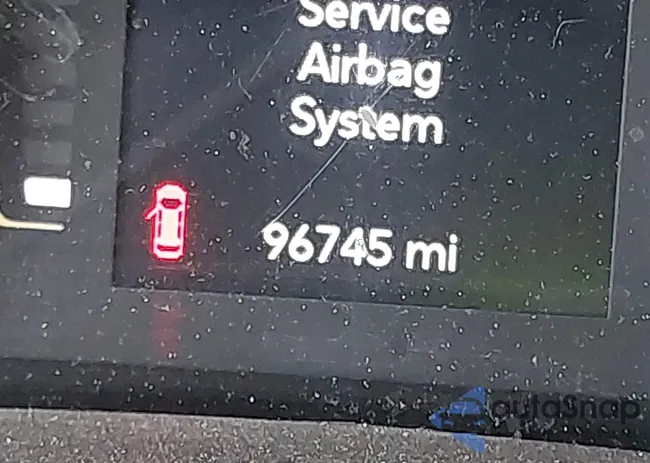 Service
Airbag
System
96745 mi
autoSnap